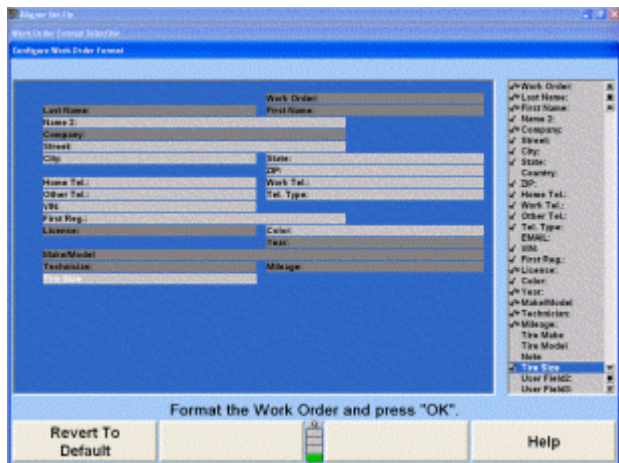 Aligner Set-Up
Work Order Format Selection
Configure Work Order Format
Work Order:
Last Name:
First Name:
Name 2:
Company:
Street:
City:
State:
ZIP:
Home Tel.:
Work Tel.:
Other Tel.:
Tel. Type:
VIN:
First Reg.:
License:
Color:
Year:
Make/Model
Technician:
Mileage:
Tire Size
Work Order:
Last Name:
First Name:
Name 2:
Company:
Street:
City:
State:
Country:
ZIP:
Home Tel.:
Work Tel.:
Other Tel.:
Tel. Type:
EMAIL:
VIN:
First Reg.:
License:
Color:
Year:
Make/Model
Technician:
Mileage:
Tire Make
Tire Model
Note
Tire Size
User Field2:
User Field3:
Format the Work Order and press "OK".
Revert To
Default
Help